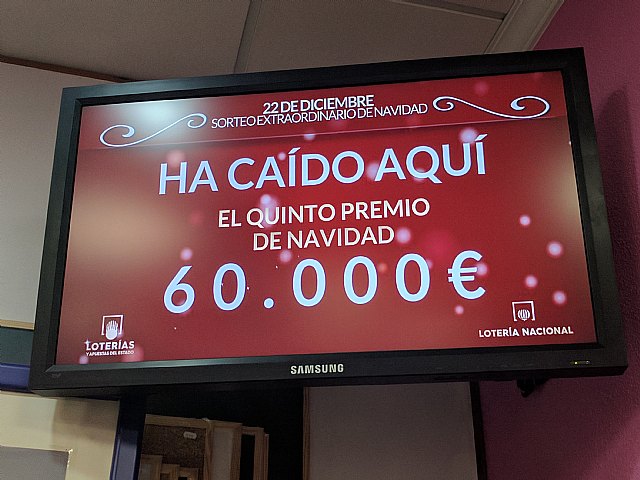 22 DE DICIEMBRE
SORTEO EXTRAORDINARIO DE NAVIDAD
HA CAÍDO AQUÍ
EL QUINTO PREMIO
DE NAVIDAD
60.000€
LOTERÍAS
Y APUESTAS DEL ESTADO
LOTERÍA NACIONAL
SAMSUNG